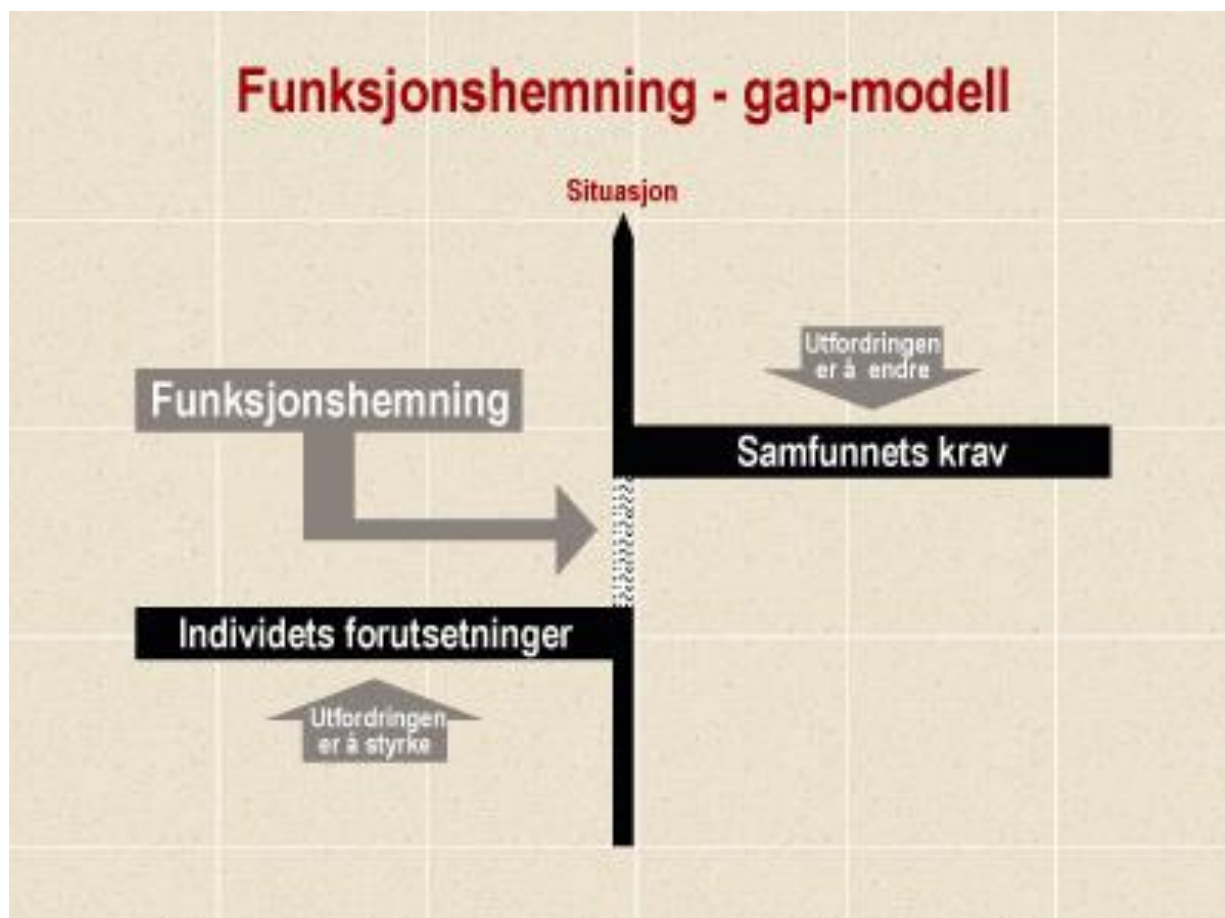 Funksjonshemning - gap-modell
Situasjon
Utfordringen
er å endre
Funksjonshemning
Samfunnets krav
Individets forutsetninger
Utfordringen
er å styrke